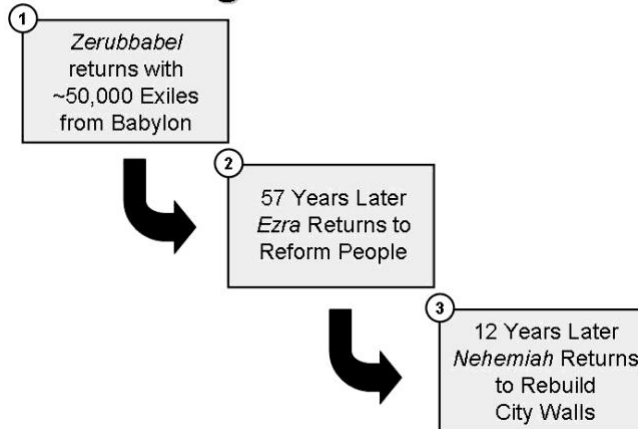 1
Zerubbabel
returns with
~50,000 Exiles
from Babylon
2
57 Years Later
Ezra Returns to
Reform People
3
12 Years Later
Nehemiah Returns
to Rebuild
City Walls